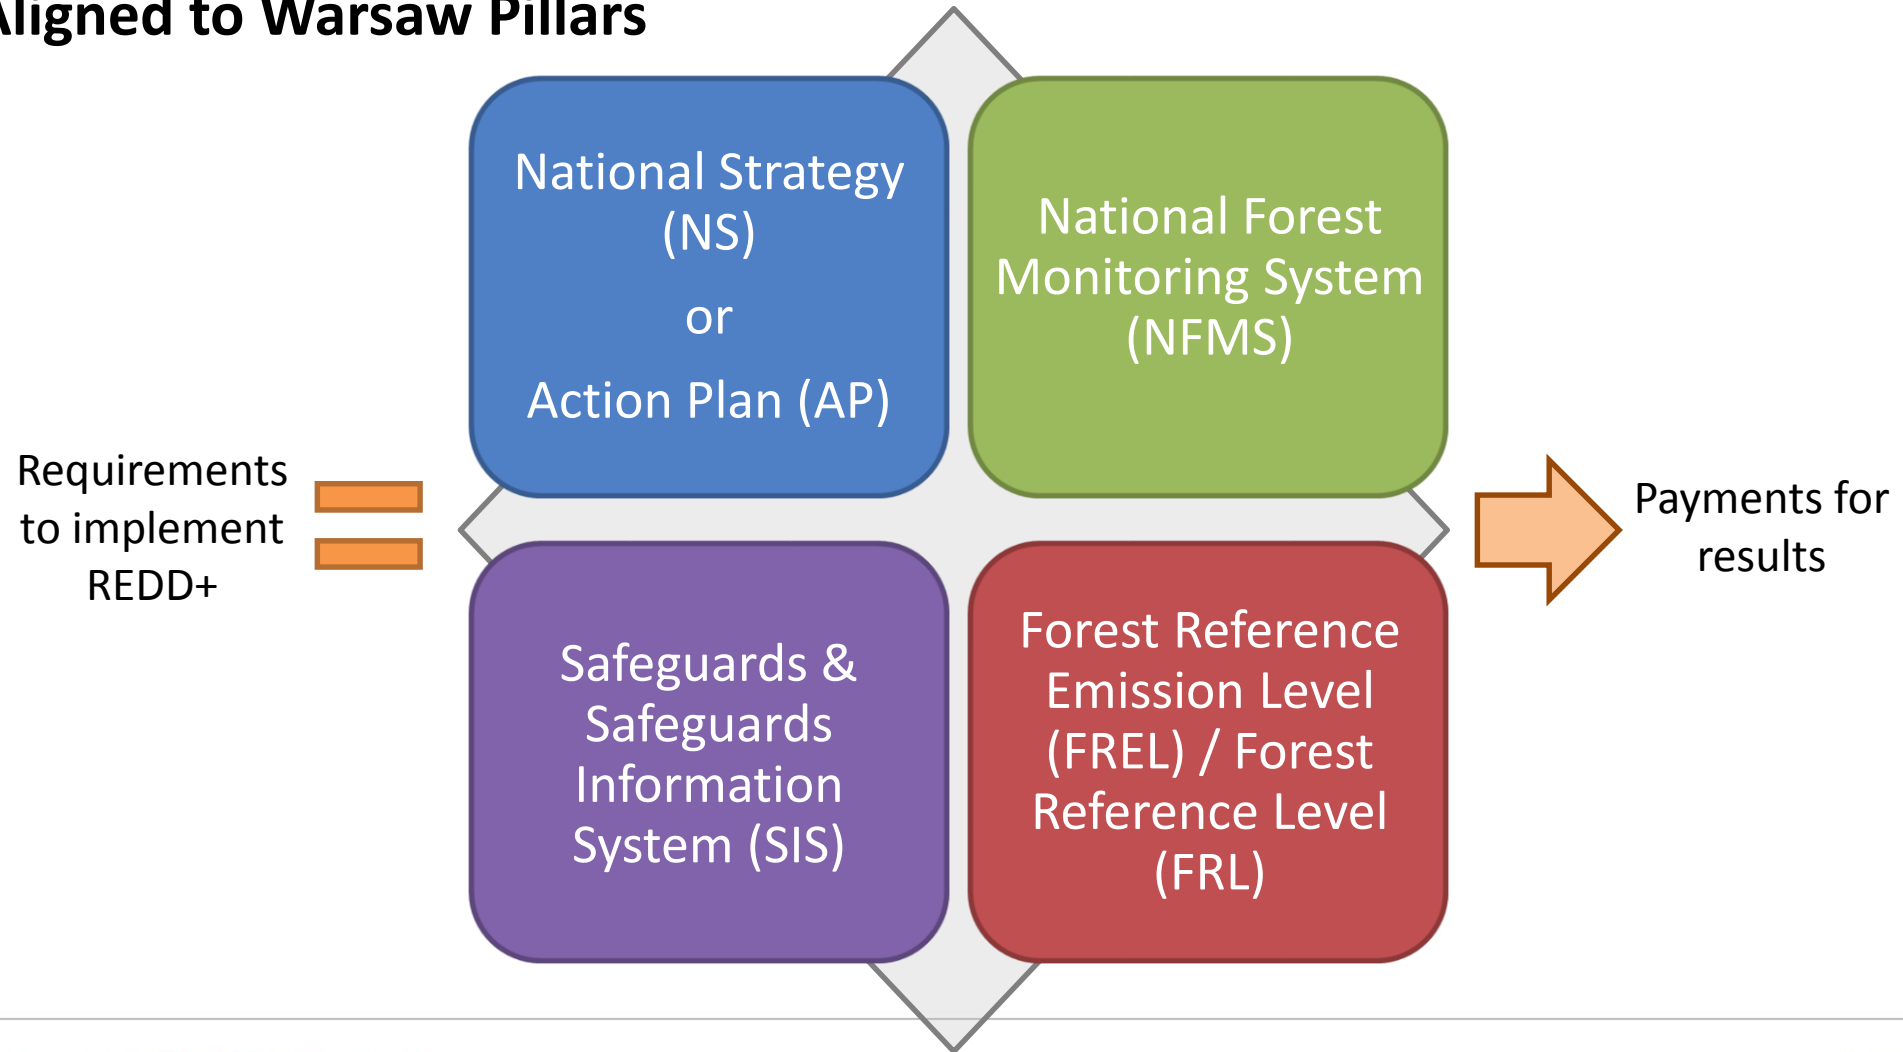 Aligned to Warsaw Pillars
National Strategy
(NS)
or
Action Plan (AP)
National Forest
Monitoring System
(NFMS)
Requirements
to implement
REDD+
Payments for
results
Safeguards &
Safeguards
Information
System (SIS)
Forest Reference
Emission Level
(FREL) / Forest
Reference Level
(FRL)